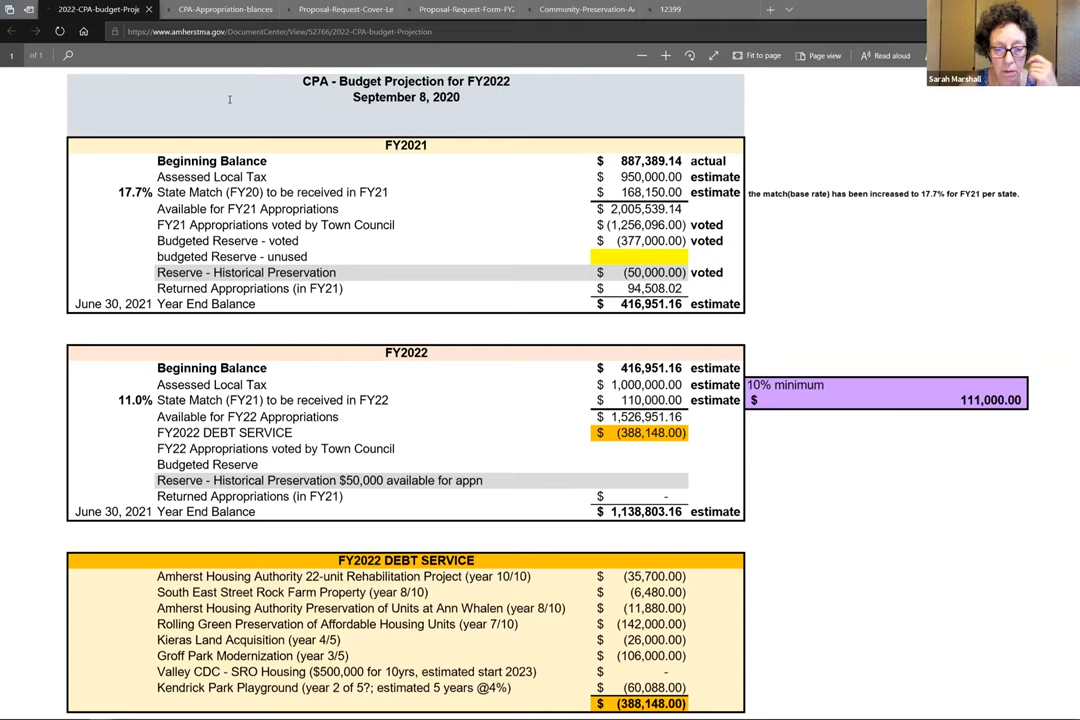 2022-CPA-budget-Proj
CPA-Appropriation-blances
Proposal-Request-Cover-Le
Proposal-Request-Form-FY2
Community-Preservation-A
12399
https://www.amherstma.gov/DocumentCenter/View/52766/2022-CPA-budget-Projection
1 of 1
Fit to page
Page view
Read aloud
Sarah Marshall
CPA - Budget Projection for FY2022
September 8, 2020
FY2021
Beginning Balance $ 887,389.14 actual
Assessed Local Tax $ 950,000.00 estimate
17.7% State Match (FY20) to be received in FY21 $ 168,150.00 estimate the match(base rate) has been increased to 17.7% for FY21 per state.
Available for FY21 Appropriations $ 2,005,539.14
FY21 Appropriations voted by Town Council $ (1,256,096.00) voted
Budgeted Reserve - voted $ (377,000.00) voted
budgeted Reserve - unused
Reserve - Historical Preservation $ (50,000.00) voted
Returned Appropriations (in FY21) $ 94,508.02
June 30, 2021 Year End Balance $ 416,951.16 estimate
FY2022
Beginning Balance $ 416,951.16 estimate
Assessed Local Tax $ 1,000,000.00 estimate 10% minimum
11.0% State Match (FY21) to be received in FY22 $ 110,000.00 estimate $ 111,000.00
Available for FY22 Appropriations $ 1,526,951.16
FY2022 DEBT SERVICE $ (388,148.00)
FY22 Appropriations voted by Town Council
Budgeted Reserve
Reserve - Historical Preservation $50,000 available for appn
Returned Appropriations (in FY21) $ -
June 30, 2021 Year End Balance $ 1,138,803.16 estimate
FY2022 DEBT SERVICE
Amherst Housing Authority 22-unit Rehabilitation Project (year 10/10) $ (35,700.00)
South East Street Rock Farm Property (year 8/10) $ (6,480.00)
Amherst Housing Authority Preservation of Units at Ann Whalen (year 8/10) $ (11,880.00)
Rolling Green Preservation of Affordable Housing Units (year 7/10) $ (142,000.00)
Kieras Land Acquisition (year 4/5) $ (26,000.00)
Groff Park Modernization (year 3/5) $ (106,000.00)
Valley CDC - SRO Housing ($500,000 for 10yrs, estimated start 2023) $ -
Kendrick Park Playground (year 2 of 5?; estimated 5 years @4%) $ (60,088.00)
$ (388,148.00)